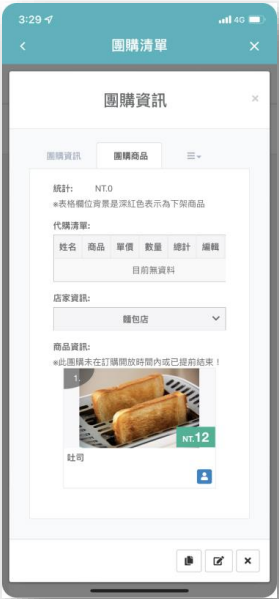 3:29
4G
團購清單
團購資訊
團購資訊 團購商品
統計: NT.0
*表格欄位背景是深紅色表示為下架商品
代購清單:
姓名 商品 單價 數量 總計 編輯
目前無資料
店家資訊:
麵包店
商品資訊:
*此團購未在訂購開放時間內或已提前結束！
1.
NT.12
吐司